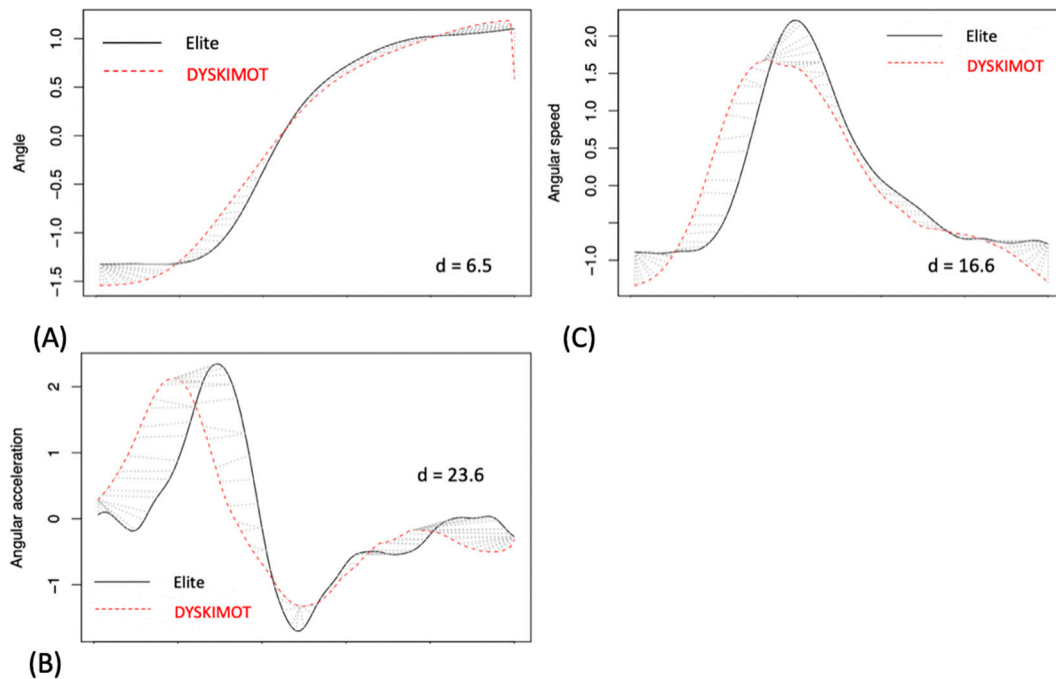 1.0
0.5
0.0
−0.5
−1.0
−1.5
Angle
Elite
DYSKIMOT
d = 6.5
(A)
2.0
1.5
1.0
0.5
0.0
−1.0
Angular speed
Elite
DYSKIMOT
d = 16.6
(C)
2
1
0
−1
Angular acceleration
d = 23.6
Elite
DYSKIMOT
(B)